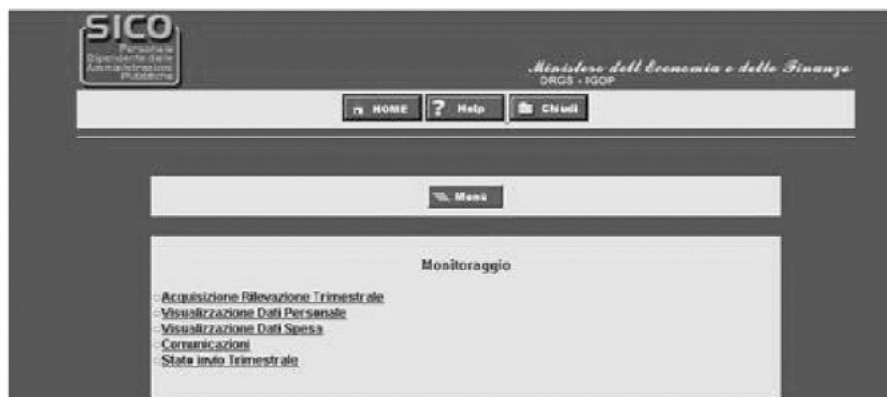 SICO
Personale
Dipendente dalle
Amministrazioni
Pubbliche
Ministero dell'Economia e delle Finanze
DRGS - IGOP
HOME
? Help
Chiudi
Menù
Monitoraggio
Acquisizione Rilevazione Trimestrale
Visualizzazione Dati Personale
Visualizzazione Dati Spesa
Comunicazioni
Stato invio Trimestrale